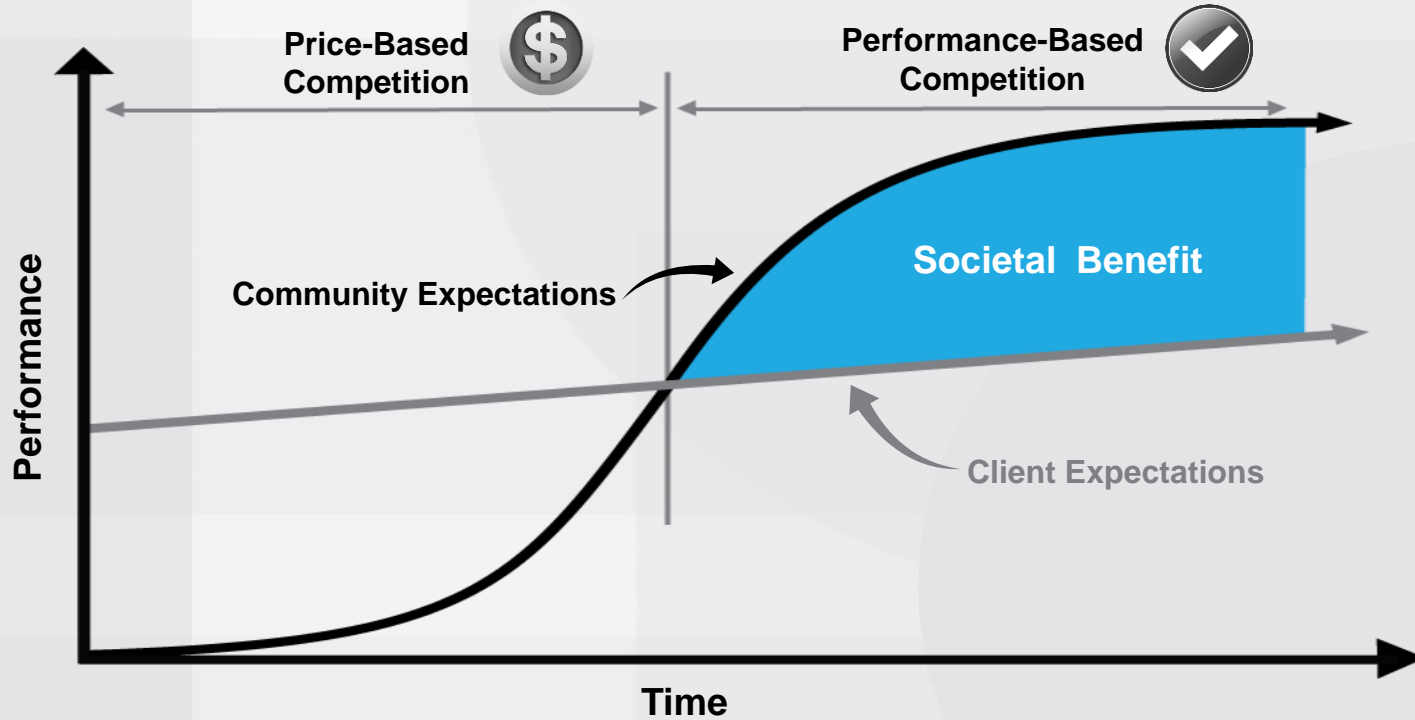 Price-Based
Competition
$
Performance-Based
Competition
Community Expectations
Societal Benefit
Client Expectations
Performance
Time